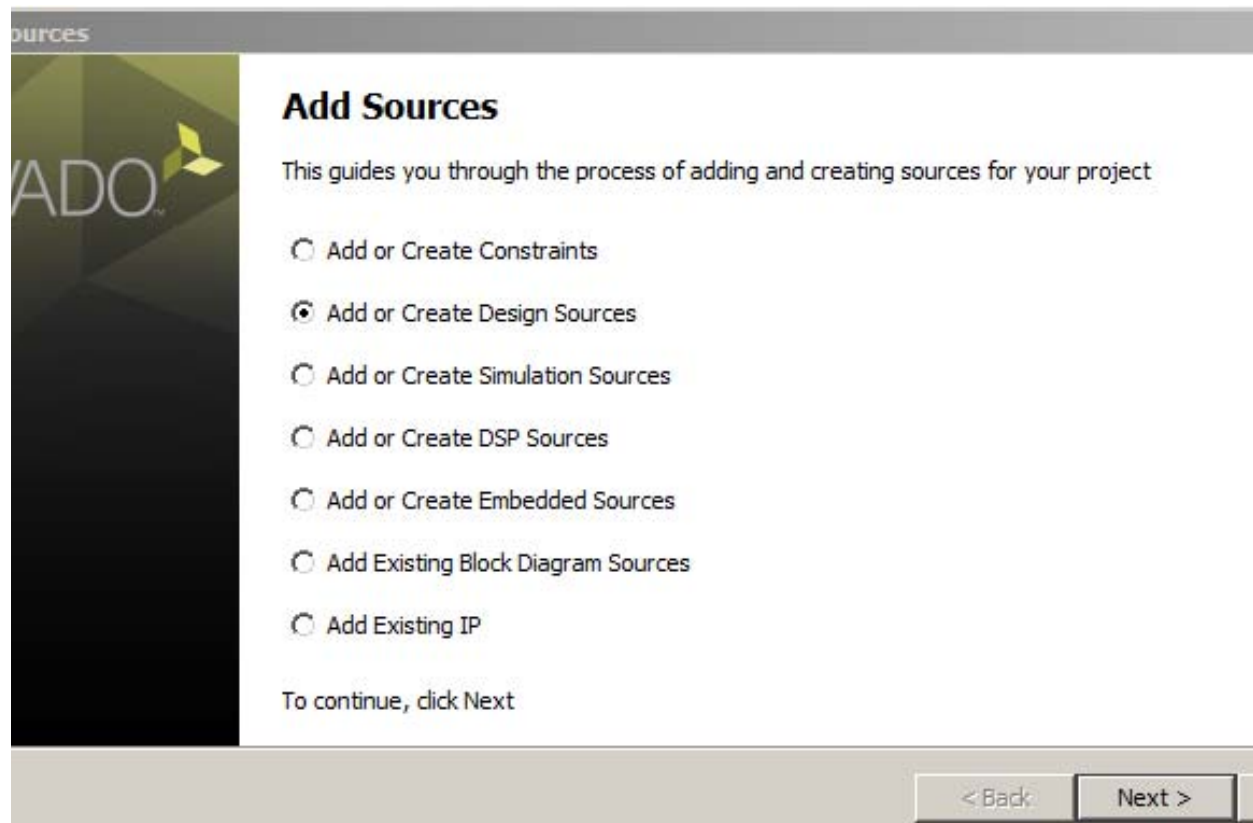 ources
Add Sources
VADO
This guides you through the process of adding and creating sources for your project
Add or Create Constraints
Add or Create Design Sources
Add or Create Simulation Sources
Add or Create DSP Sources
Add or Create Embedded Sources
Add Existing Block Diagram Sources
Add Existing IP
To continue, click Next
< Back
Next >